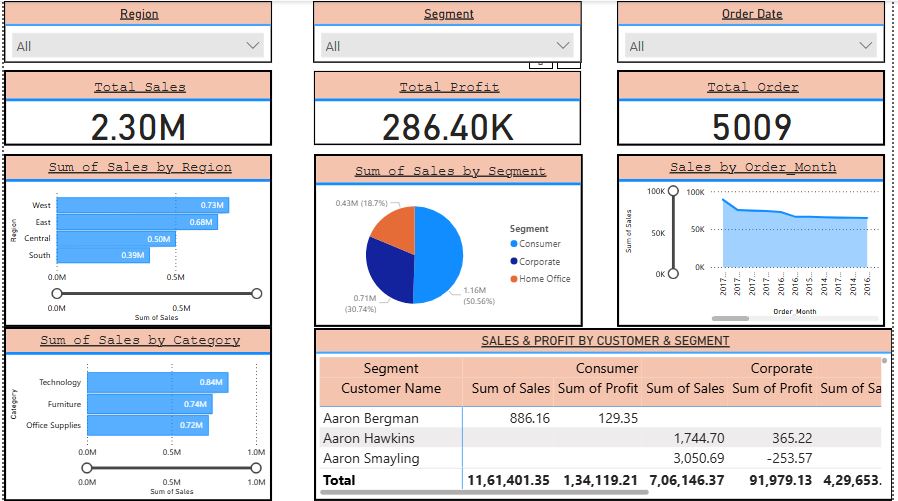 Region
Segment
Order Date
All
All
All
Total Sales
Total Profit
Total Order
2.30M
286.40K
5009
Sum of Sales by Region
Region
West 0.73M
East 0.68M
Central 0.50M
South 0.39M
0.0M 0.5M
0.0M 0.5M
Sum of Sales
Sum of Sales by Segment
0.43M (18.7%)
0.71M
(30.74%)
1.16M
(50.56%)
Segment
Consumer
Corporate
Home Office
Sales by Order_Month
Sum of Sales
100K
50K
0K
100K
50K
0K
2017... 2017... 2017... 2017... 2016... 2016... 2015... 2014... 2017... 2014... 2016...
Order_Month
Sum of Sales by Category
Category
Technology 0.84M
Furniture 0.74M
Office Supplies 0.72M
0.0M 0.5M 1.0M
0.0M 0.5M 1.0M
Sum of Sales
SALES & PROFIT BY CUSTOMER & SEGMENT
Segment Consumer Corporate
Customer Name Sum of Sales Sum of Profit Sum of Sales Sum of Profit Sum of Sa
Aaron Bergman 886.16 129.35
Aaron Hawkins 1,744.70 365.22
Aaron Smayling 3,050.69 -253.57
Total 11,61,401.35 1,34,119.21 7,06,146.37 91,979.13 4,29,653.